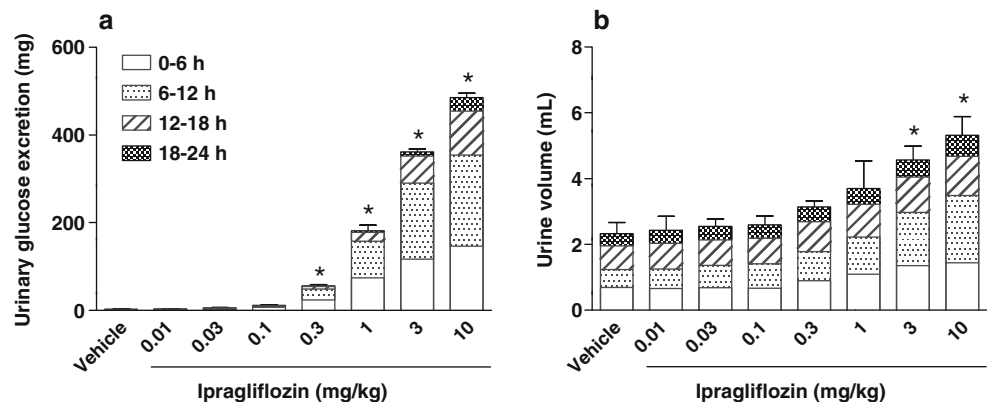 a
Urinary glucose excretion (mg)
600
400
200
0
0-6 h
6-12 h
12-18 h
18-24 h
*
*
*
*
Vehicle
0.01
0.03
0.1
0.3
1
3
10
Ipragliflozin (mg/kg)
b
Urine volume (mL)
8
6
4
2
0
*
*
Vehicle
0.01
0.03
0.1
0.3
1
3
10
Ipragliflozin (mg/kg)